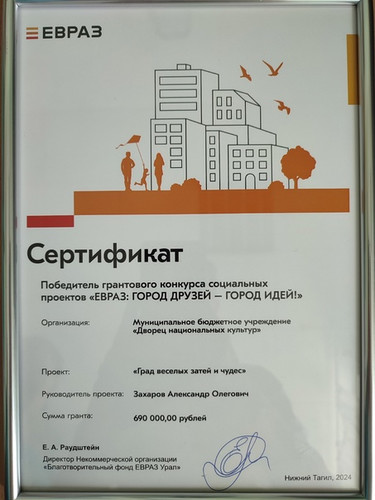 ЕВРАЗ
Сертификат
Победитель грантового конкурса социальных
проектов «ЕВРАЗ: ГОРОД ДРУЗЕЙ – ГОРОД ИДЕЙ!»
Организация: Муниципальное бюджетное учреждение
«Дворец национальных культур»
Проект: «Град веселых затей и чудес»
Руководитель проекта: Захаров Александр Олегович
Сумма гранта: 690 000,00 рублей
Е. А. Раудштейн
Директор Некоммерческой организации
«Благотворительный фонд ЕВРАЗ Урал»
Нижний Тагил, 2024